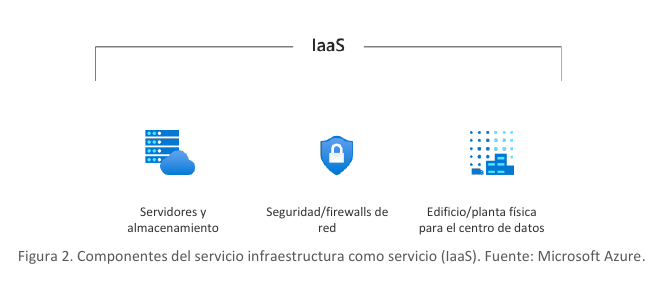 IaaS
Servidores y
almacenamiento
Seguridad/firewalls de
red
Edificio/planta física
para el centro de datos
Figura 2. Componentes del servicio infraestructura como servicio (IaaS). Fuente: Microsoft Azure.